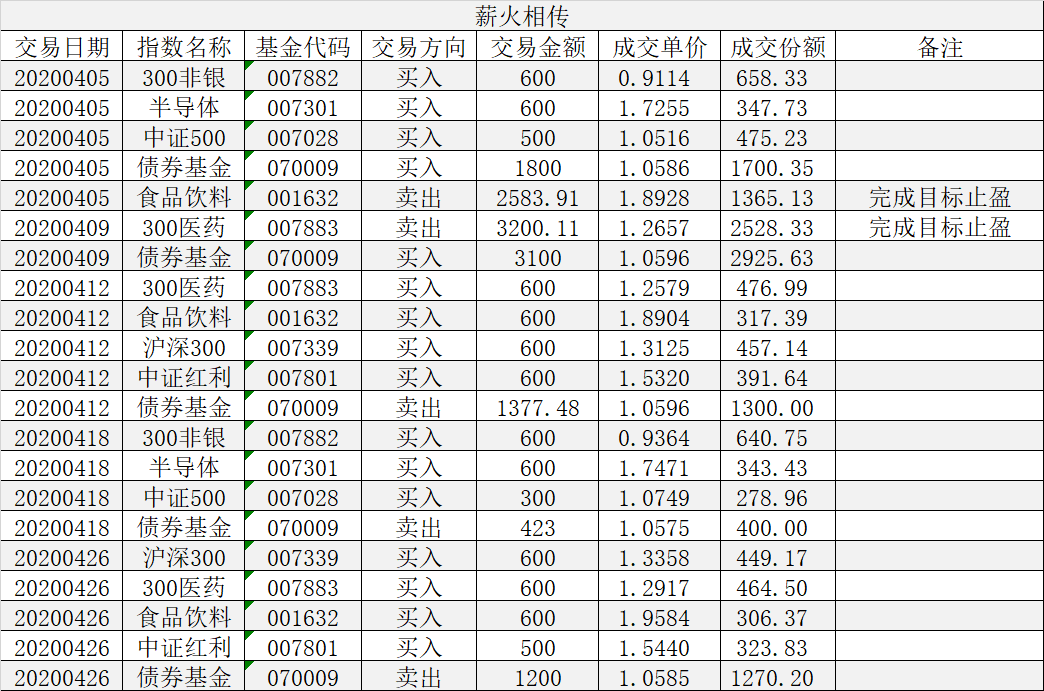 薪火相传
交易日期 指数名称 基金代码 交易方向 交易金额 成交单价 成交份额 备注
20200405 300非银 007882 买入 600 0.9114 658.33
20200405 半导体 007301 买入 600 1.7255 347.73
20200405 中证500 007028 买入 500 1.0516 475.23
20200405 债券基金 070009 买入 1800 1.0586 1700.35
20200405 食品饮料 001632 卖出 2583.91 1.8928 1365.13 完成目标止盈
20200409 300医药 007883 卖出 3200.11 1.2657 2528.33 完成目标止盈
20200409 债券基金 070009 买入 3100 1.0596 2925.63
20200412 300医药 007883 买入 600 1.2579 476.99
20200412 食品饮料 001632 买入 600 1.8904 317.39
20200412 沪深300 007339 买入 600 1.3125 457.14
20200412 中证红利 007801 买入 600 1.5320 391.64
20200412 债券基金 070009 卖出 1377.48 1.0596 1300.00
20200418 300非银 007882 买入 600 0.9364 640.75
20200418 半导体 007301 买入 600 1.7471 343.43
20200418 中证500 007028 买入 300 1.0749 278.96
20200418 债券基金 070009 卖出 423 1.0575 400.00
20200426 沪深300 007339 买入 600 1.3358 449.17
20200426 300医药 007883 买入 600 1.2917 464.50
20200426 食品饮料 001632 买入 600 1.9584 306.37
20200426 中证红利 007801 买入 500 1.5440 323.83
20200426 债券基金 070009 卖出 1200 1.0585 1270.20